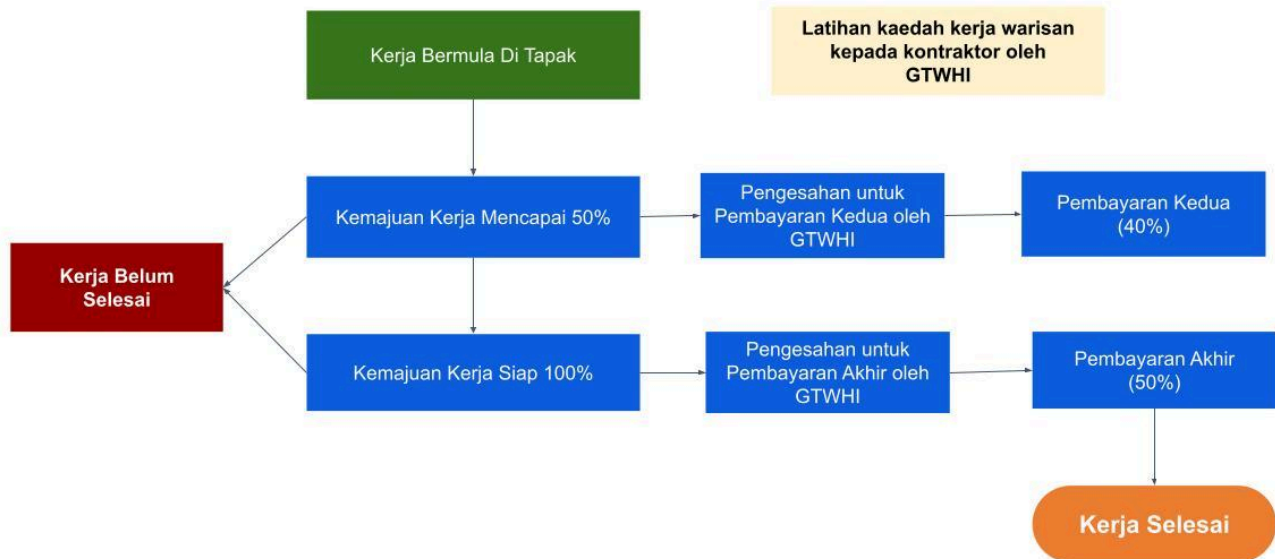 Kerja Bermula Di Tapak
Latihan kaedah kerja warisan
kepada kontraktor oleh
GTWHI
Kemajuan Kerja Mencapai 50%
Pengesahan untuk
Pembayaran Kedua oleh
GTWHI
Pembayaran Kedua
(40%)
Kerja Belum
Selesai
Kemajuan Kerja Siap 100%
Pengesahan untuk
Pembayaran Akhir oleh
GTWHI
Pembayaran Akhir
(50%)
Kerja Selesai